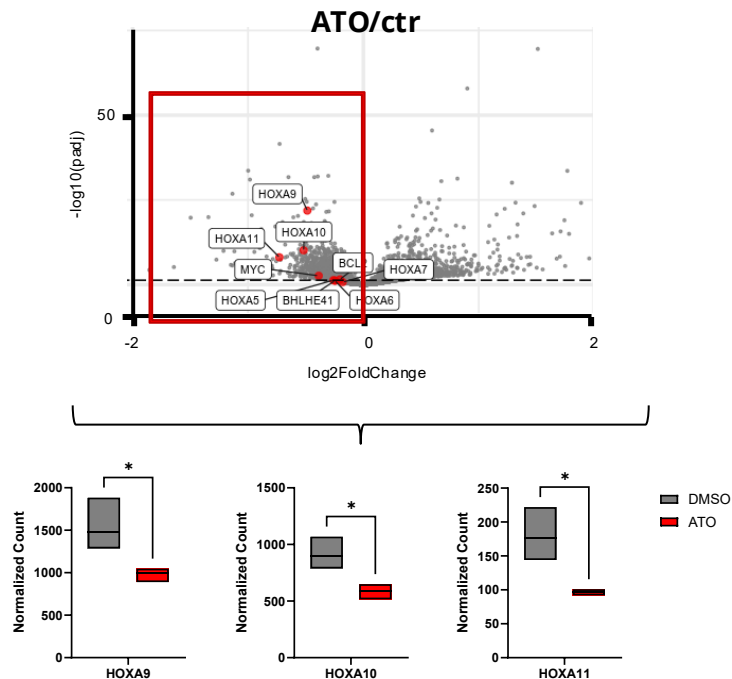 ATO/ctr
50
-log10(padj)
HOXA9
HOXA10
HOXA11
BCL2
MYC
HOXA7
HOXA5
BHLHE41
HOXA6
0
-2
0
2
log2FoldChange
*
*
*
2000
1500
1000
500
0
Normalized Count
HOXA9
1500
1000
500
0
Normalized Count
HOXA10
250
200
150
100
50
0
Normalized Count
HOXA11
DMSO
ATO